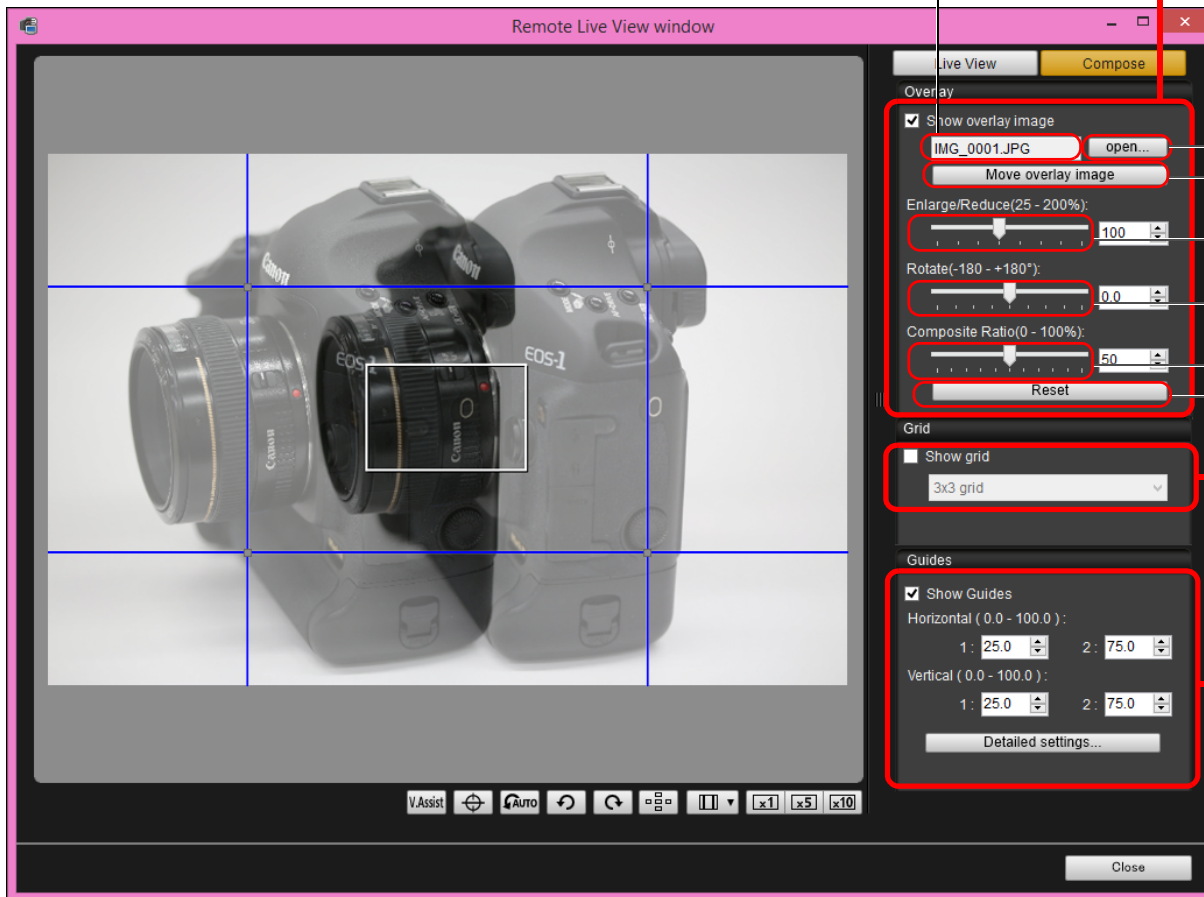 Remote Live View window
Live View Compose
Overlay
Show overlay image
IMG_0001.JPG open...
Move overlay image
Enlarge/Reduce(25 - 200%):
100
Rotate(-180 - +180°):
0.0
Composite Ratio(0 - 100%):
50
Reset
Grid
Show grid
3x3 grid
Guides
Show Guides
Horizontal ( 0.0 - 100.0 ) :
1 : 25.0 2 : 75.0
Vertical ( 0.0 - 100.0 ) :
1 : 25.0 2 : 75.0
Detailed settings...
Canon
Canon
EOS-1
EOS-1
Canon
Canon
V.Assist AUTO x1 x5 x10
Close